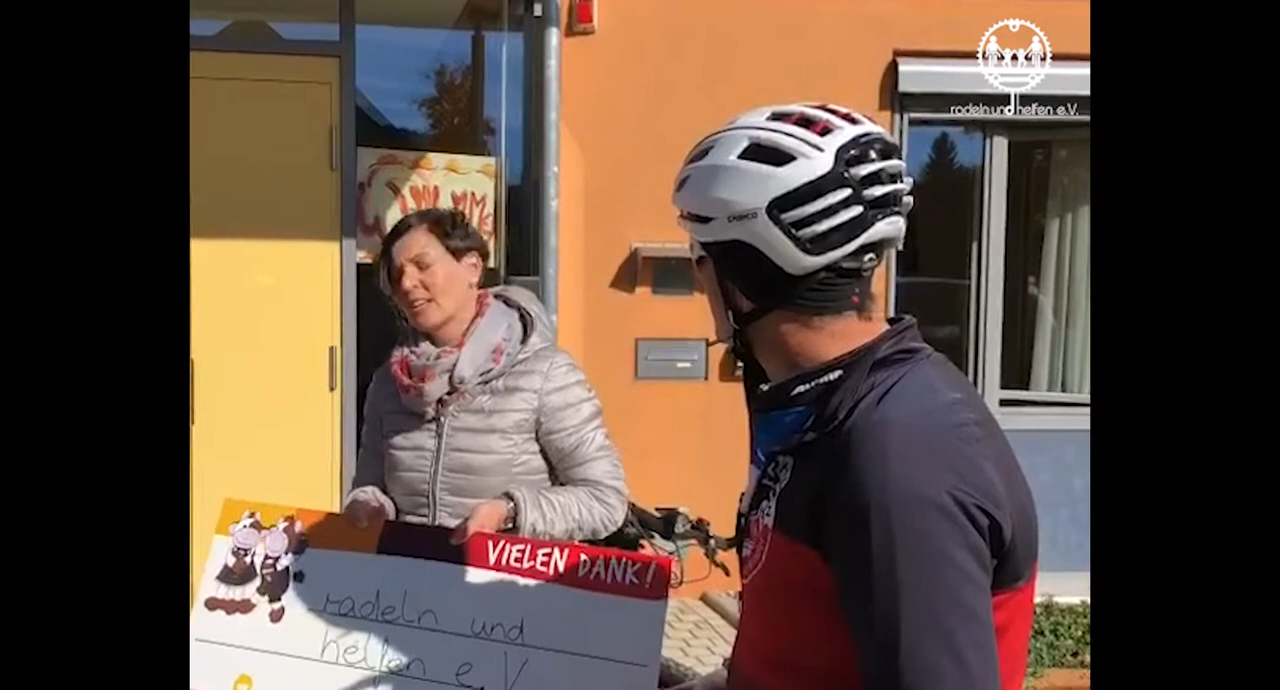 radeln und helfen e.V.
CASCO
VIELEN DANK!
radeln und
helfen e.V